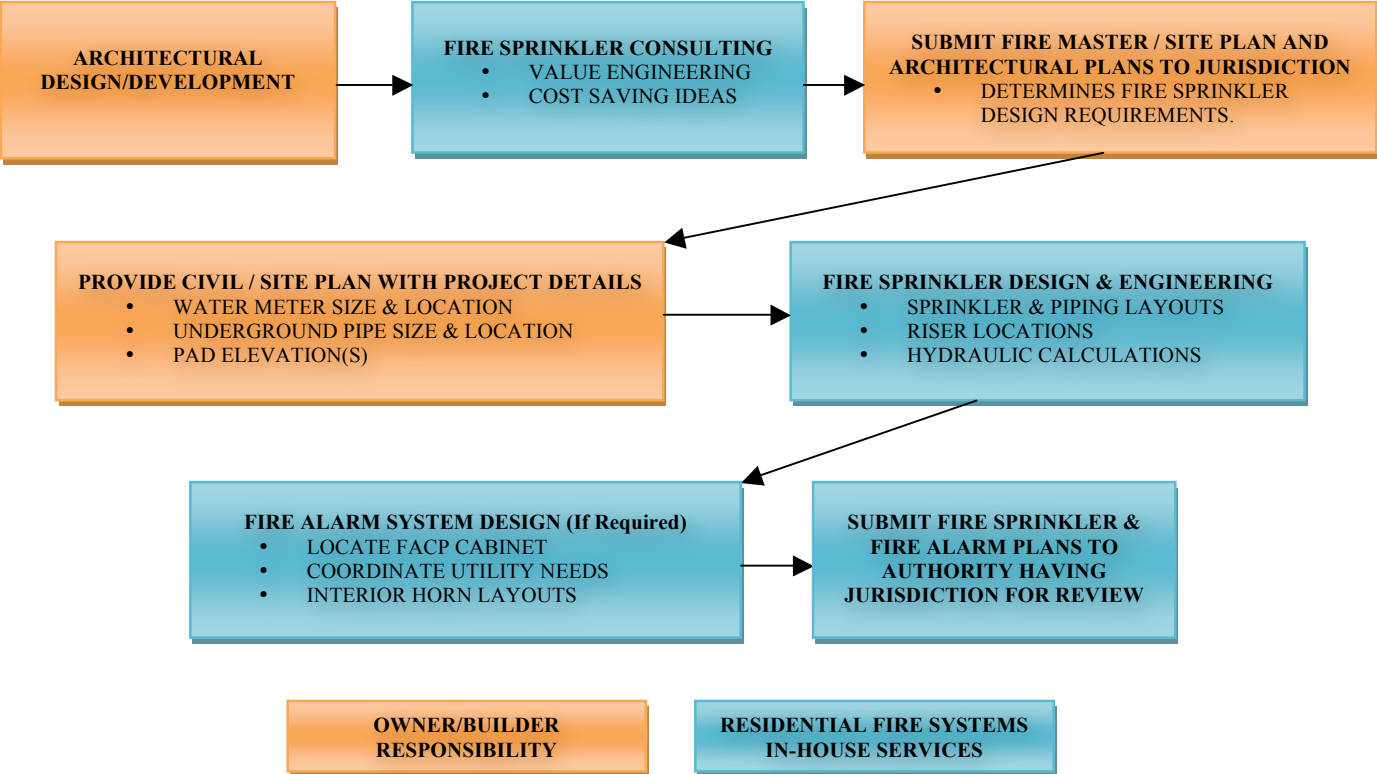 ARCHITECTURAL
DESIGN/DEVELOPMENT
FIRE SPRINKLER CONSULTING
• VALUE ENGINEERING
• COST SAVING IDEAS
SUBMIT FIRE MASTER / SITE PLAN AND
ARCHITECTURAL PLANS TO JURISDICTION
• DETERMINES FIRE SPRINKLER
DESIGN REQUIREMENTS.
PROVIDE CIVIL / SITE PLAN WITH PROJECT DETAILS
• WATER METER SIZE & LOCATION
• UNDERGROUND PIPE SIZE & LOCATION
• PAD ELEVATION(S)
FIRE SPRINKLER DESIGN & ENGINEERING
• SPRINKLER & PIPING LAYOUTS
• RISER LOCATIONS
• HYDRAULIC CALCULATIONS
FIRE ALARM SYSTEM DESIGN (If Required)
• LOCATE FACP CABINET
• COORDINATE UTILITY NEEDS
• INTERIOR HORN LAYOUTS
SUBMIT FIRE SPRINKLER &
FIRE ALARM PLANS TO
AUTHORITY HAVING
JURISDICTION FOR REVIEW
OWNER/BUILDER
RESPONSIBILITY
RESIDENTIAL FIRE SYSTEMS
IN-HOUSE SERVICES